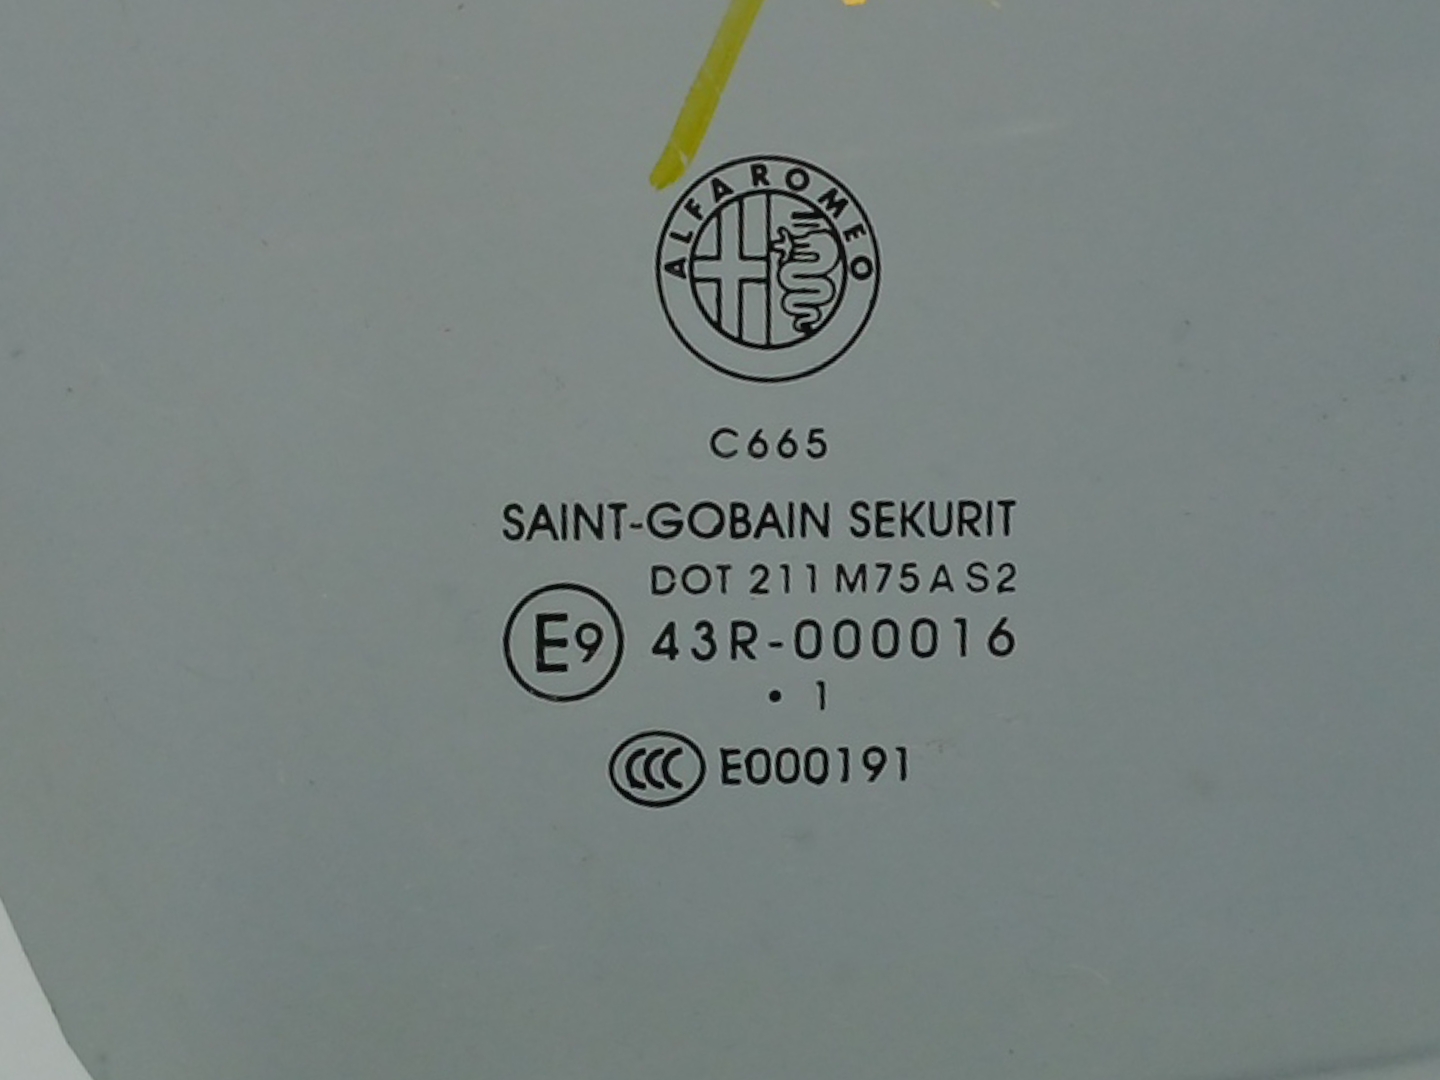 ALFA ROMEO
C665
SAINT-GOBAIN SEKURIT
DOT 211 M75 A S2
E9 43R-000016
• 1
CCC E000191